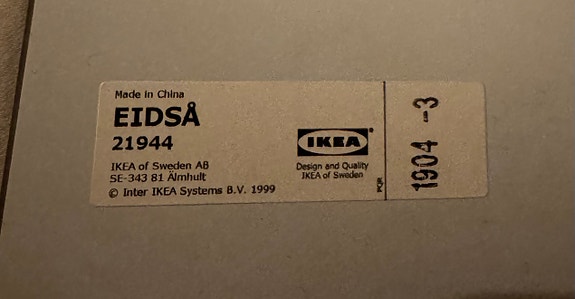 Made in China
EIDSÅ
21944
IKEA of Sweden AB
SE-343 81 Älmhult
© Inter IKEA Systems B.V. 1999
IKEA®
Design and Quality
IKEA of Sweden
1904 -3